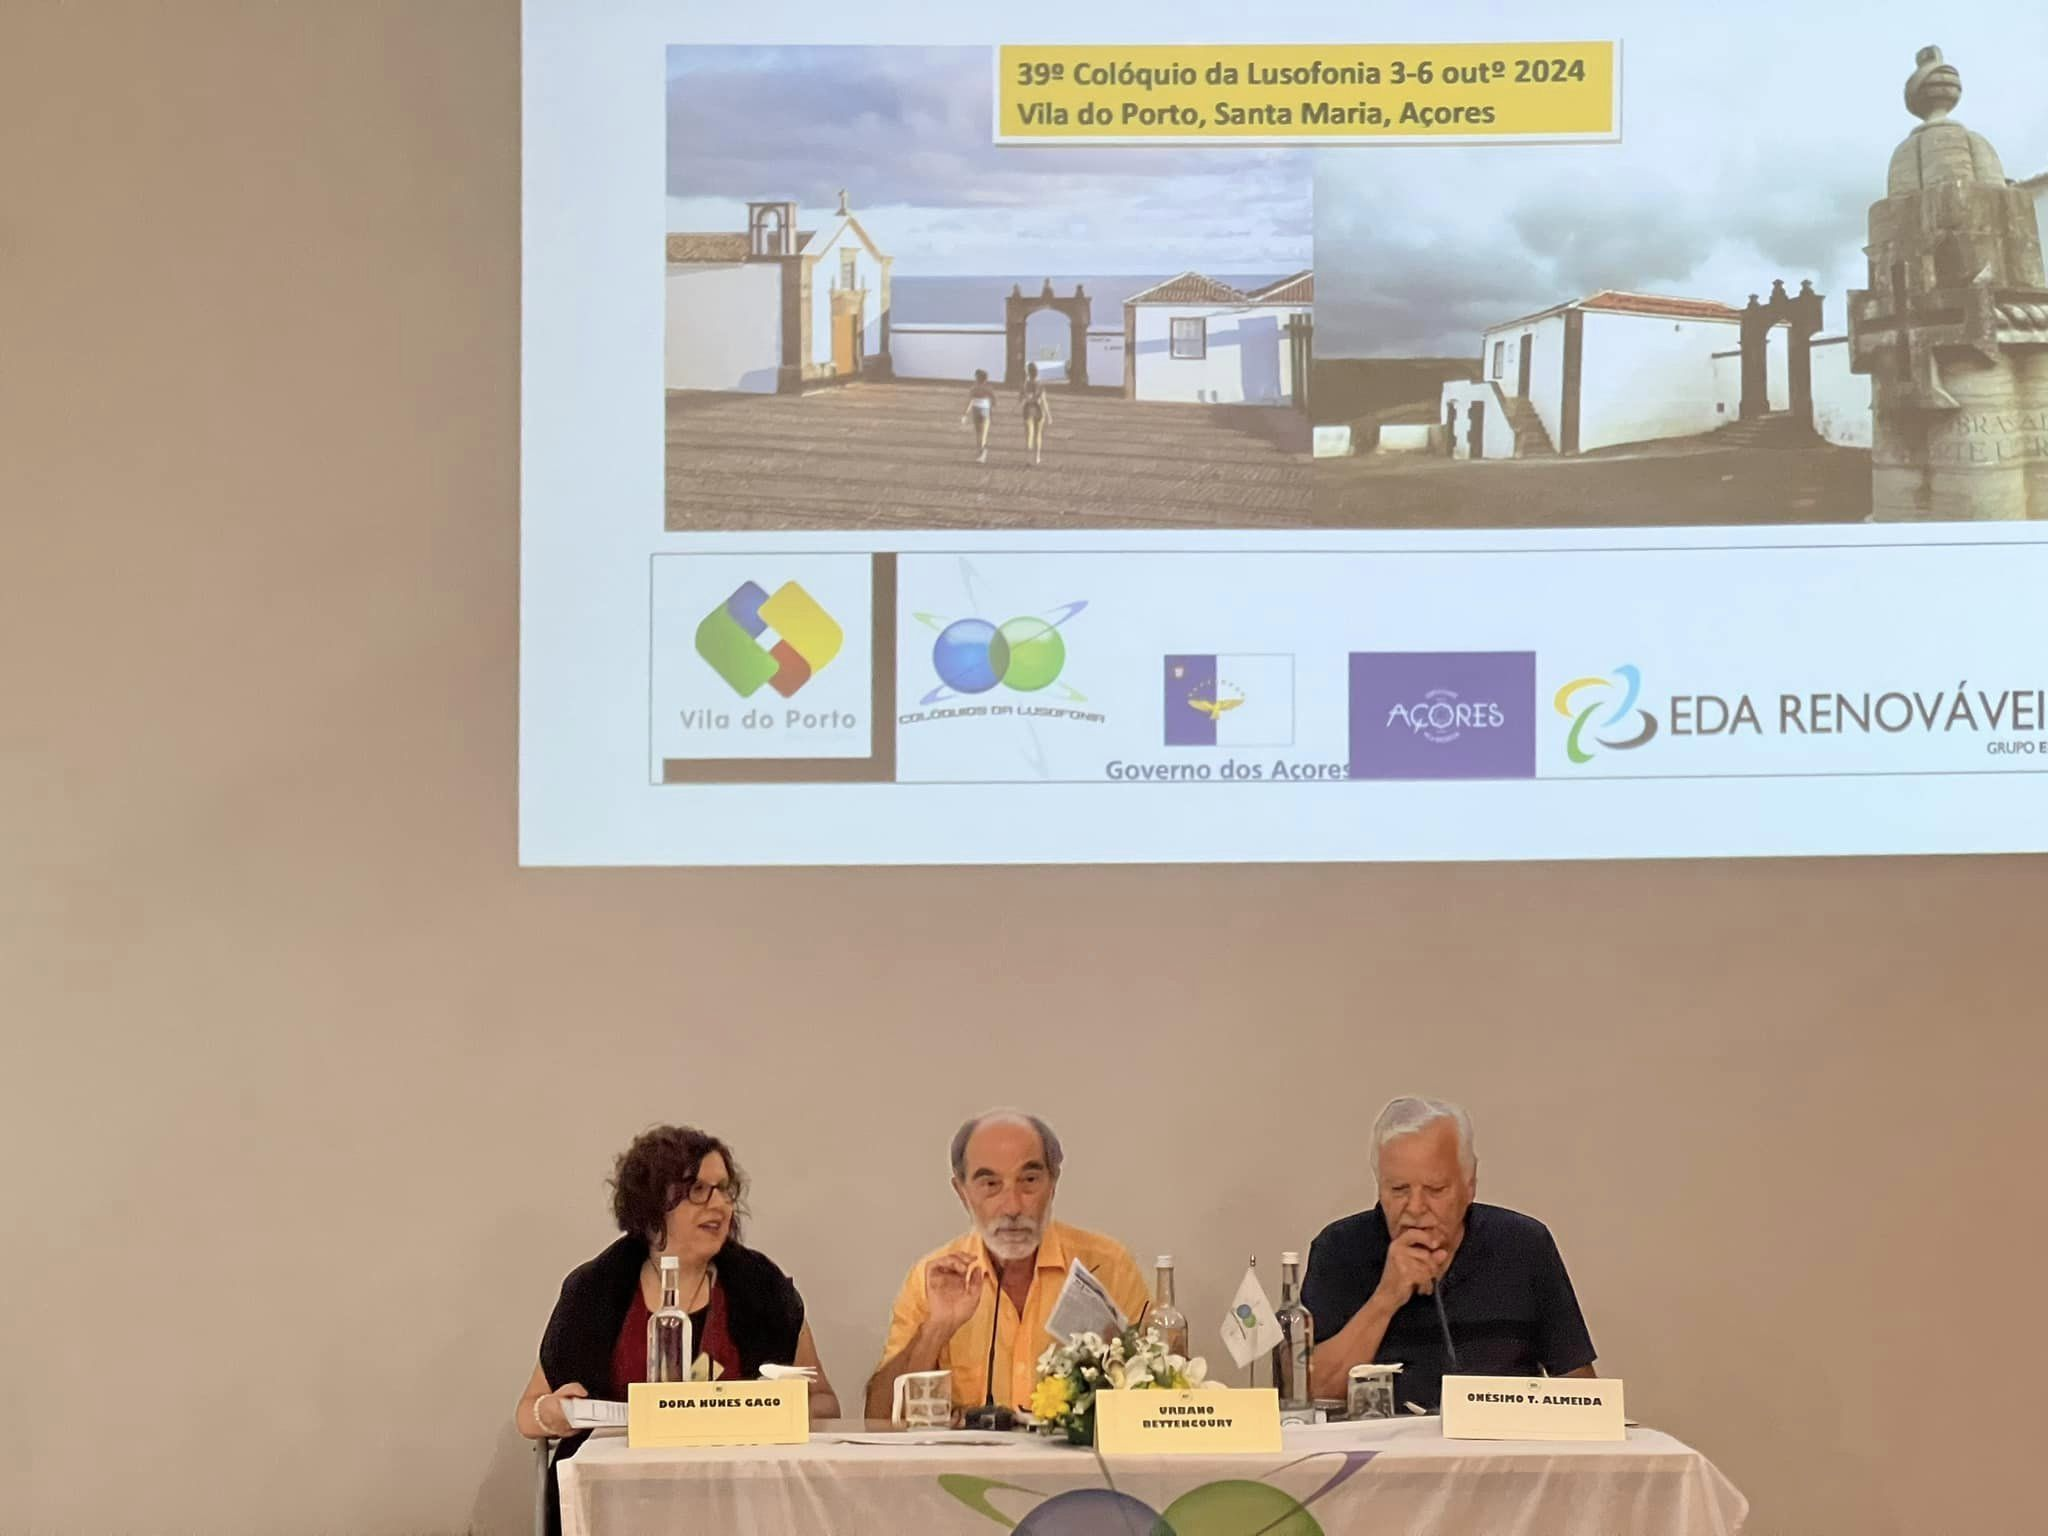 39º Colóquio da Lusofonia 3-6 outº 2024
Vila do Porto, Santa Maria, Açores
Vila do Porto
COLÓQUIOS DA LUSOFONIA
Governo dos Açores
AÇORES
EDA RENOVÁVEI
GRUPO E
DORA NUNES GAGO
URBANO
BETTENCOURT
ONÉSIMO T. ALMEIDA